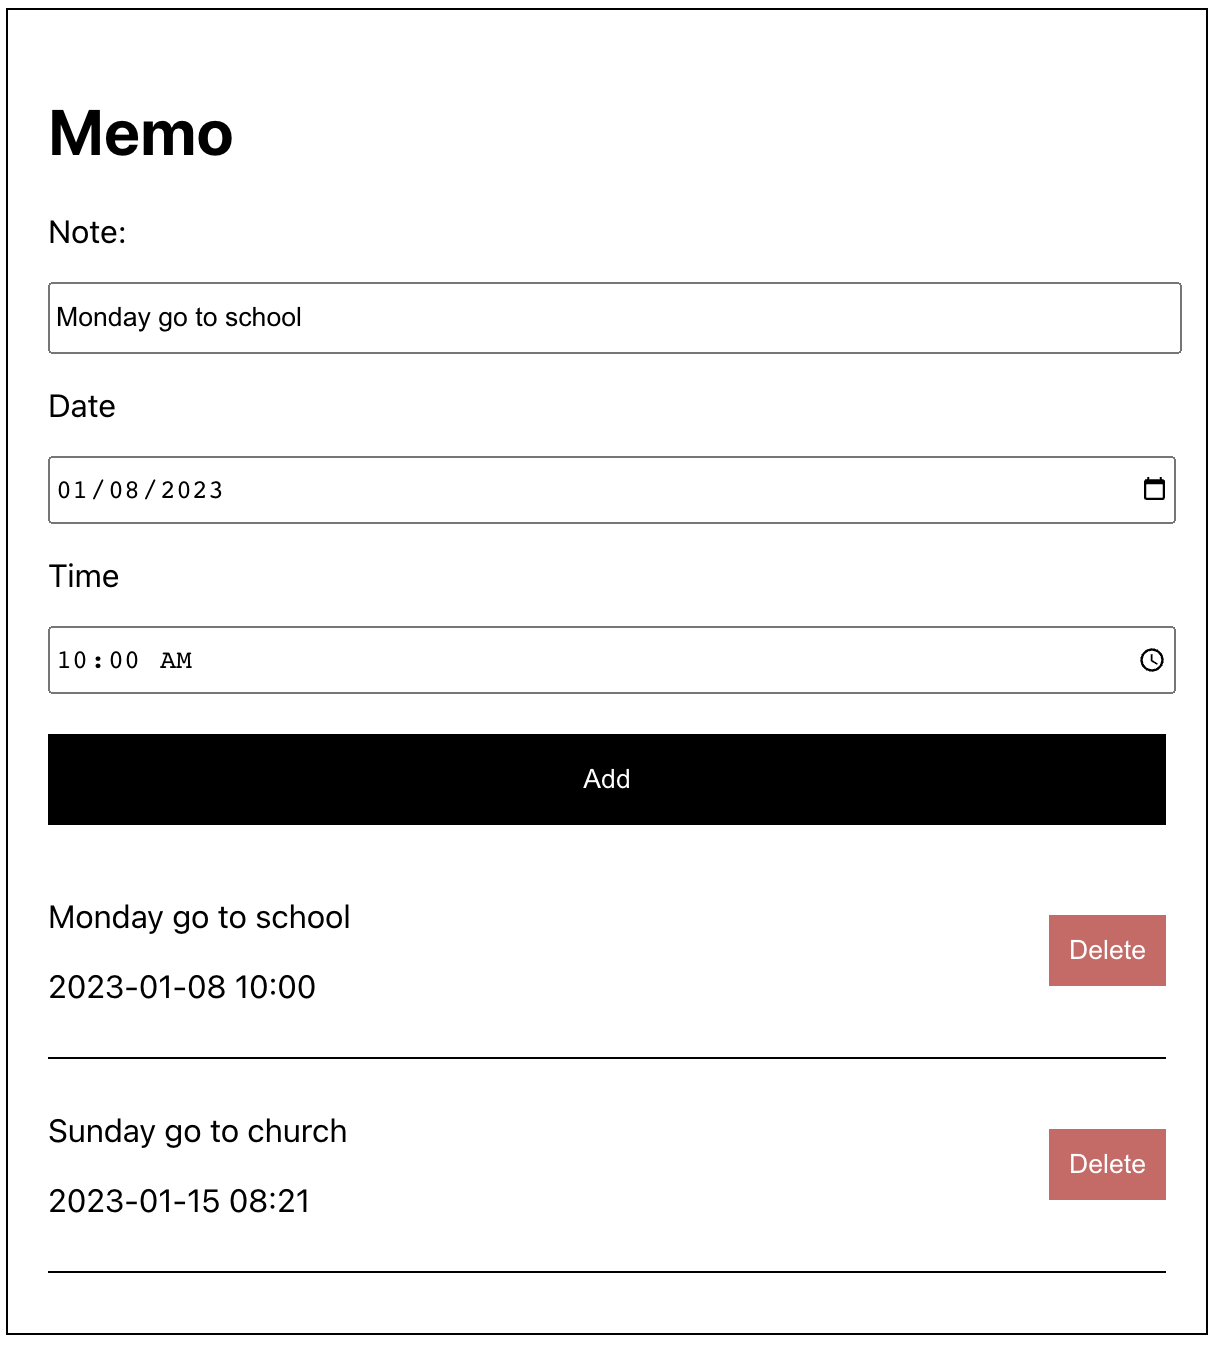 Memo
Note:
Monday go to school
Date
01/08/2023
Time
10:00 AM
Add
Monday go to school
Delete
2023-01-08 10:00
Sunday go to church
Delete
2023-01-15 08:21